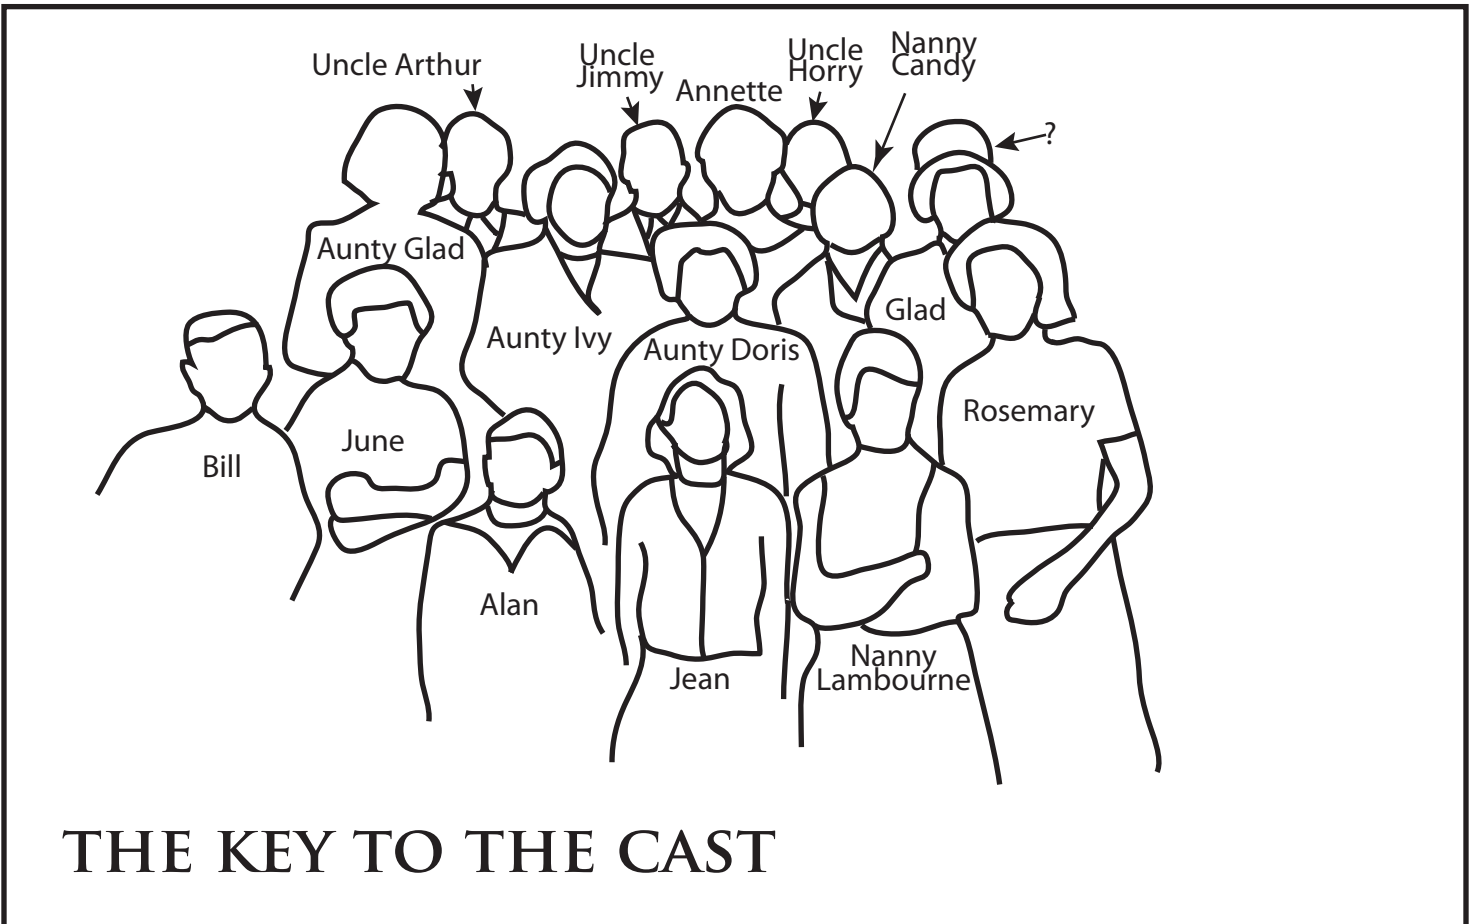 Uncle Arthur
Uncle
Jimmy
Annette
Uncle
Horry
Nanny
Candy
?
Aunty Glad
Aunty Ivy
Aunty Doris
Glad
Rosemary
Bill
June
Alan
Jean
Nanny
Lambourne
THE KEY TO THE CAST